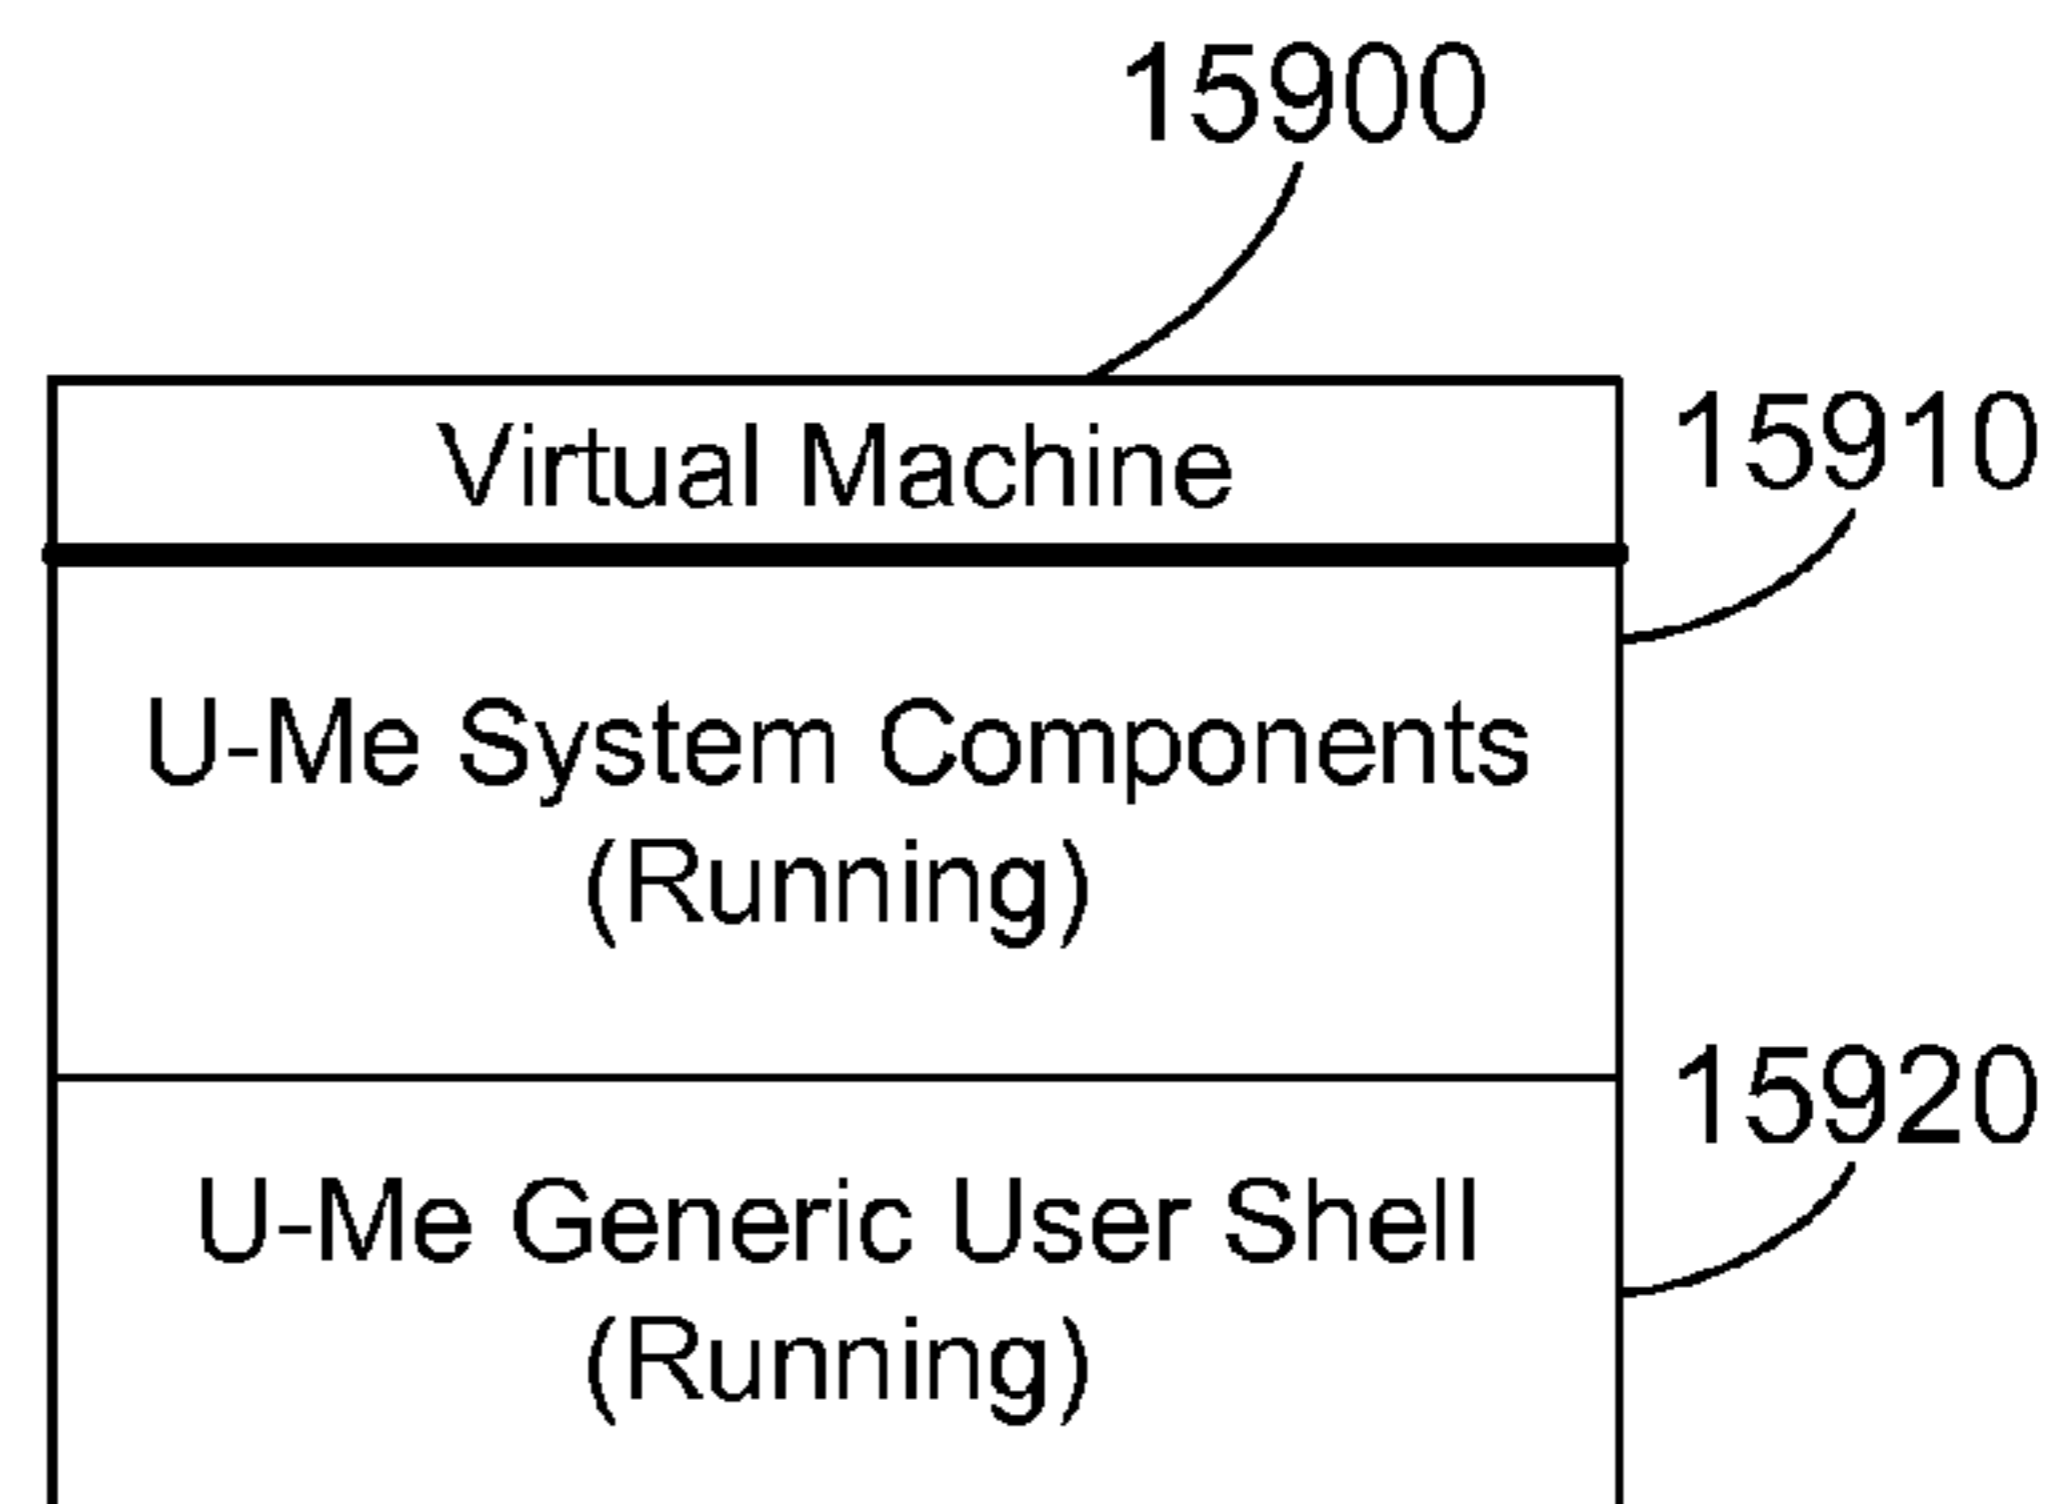 15900
Virtual Machine
15910
U-Me System Components
(Running)
15920
U-Me Generic User Shell
(Running)